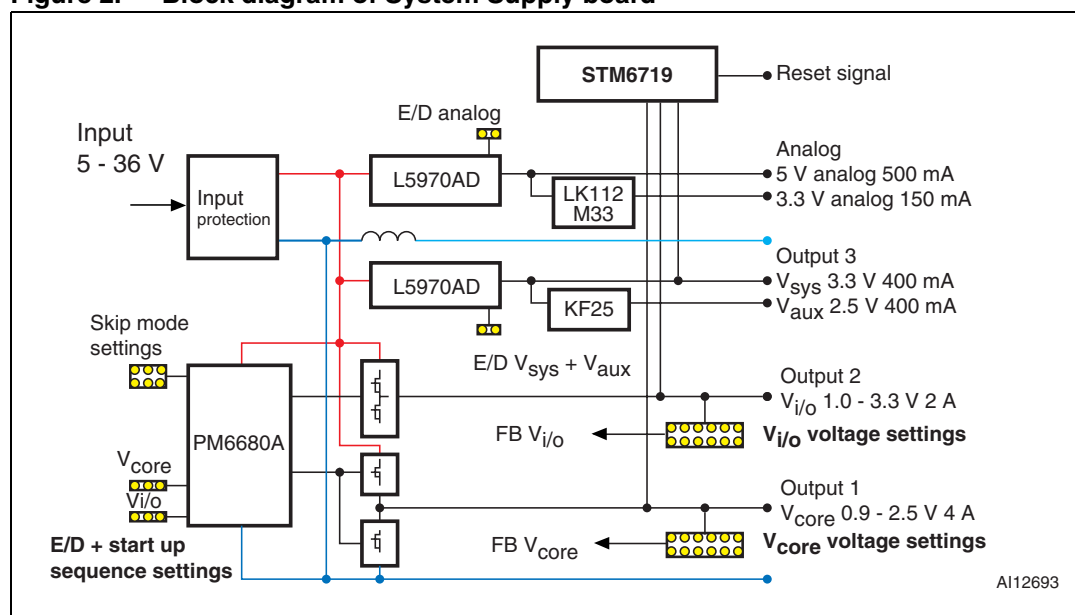 Figure 2. Block diagram of System Supply board
STM6719
Reset signal
E/D analog
Input
5 - 36 V
Input
protection
L5970AD
LK112
M33
Analog
5 V analog 500 mA
3.3 V analog 150 mA
Output 3
Vsys 3.3 V 400 mA
Vaux 2.5 V 400 mA
L5970AD
KF25
Skip mode
settings
E/D Vsys + Vaux
Output 2
Vi/o 1.0 - 3.3 V 2 A
Vi/o voltage settings
FB Vi/o
PM6680A
Vcore
Vi/o
Output 1
Vcore 0.9 - 2.5 V 4 A
Vcore voltage settings
FB Vcore
E/D + start up
sequence settings
AI12693